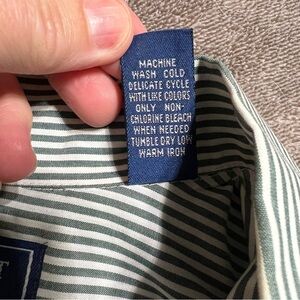 MACHINE
WASH COLD
DELICATE CYCLE
WITH LIKE COLORS
ONLY NON-
CHLORINE BLEACH
WHEN NEEDED
TUMBLE DRY LOW
WARM IRON